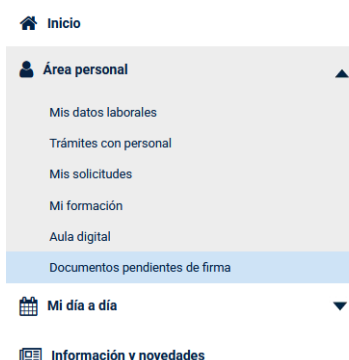 Inicio
Área personal
Mis datos laborales
Trámites con personal
Mis solicitudes
Mi formación
Aula digital
Documentos pendientes de firma
Mi día a día
Información y novedades